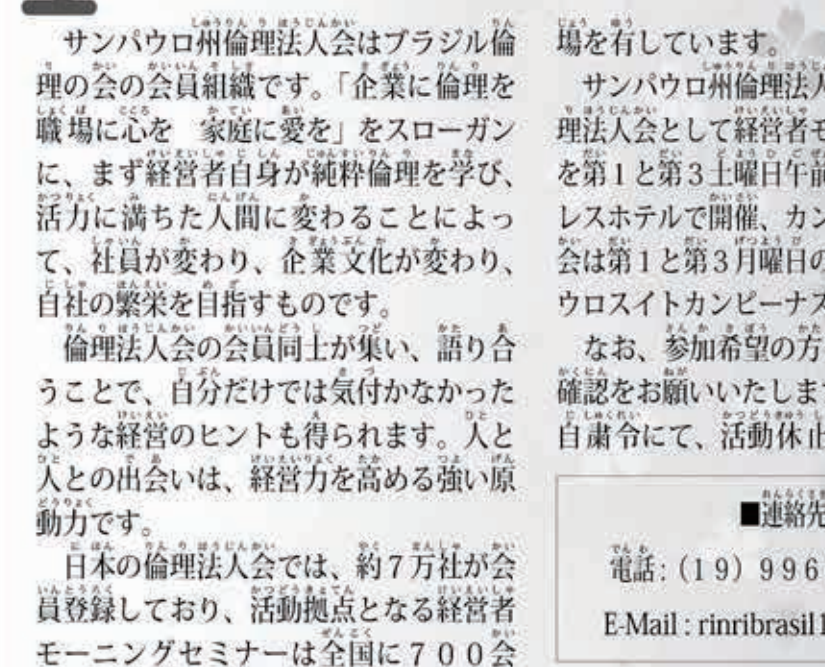 サンパウロ州倫理法人会はブラジル倫
理の会の会員組織です。「企業に倫理を
職場に心を　家庭に愛を」をスローガン
に、まず経営者自身が純粋倫理を学び、
活力に満ちた人間に変わることによっ
て、社員が変わり、企業文化が変わり、
自社の繁栄を目指すものです。
倫理法人会の会員同士が集い、語り合
うことで、自分だけでは気付かなかった
ような経営のヒントも得られます。人と
人との出会いは、経営力を高める強い原
動力です。
日本の倫理法人会では、約7万社が会
員登録しており、活動拠点となる経営者
モーニングセミナーは全国に700会
場を有しています。
サンパウロ州倫理法人
理法人会として経営者モ
を第1と第3土曜日午前
レスホテルで開催、カン
会は第1と第3月曜日の
ウロスイトカンピーナス
なお、参加希望の方
確認をお願いいたします
自粛令にて、活動休止
■連絡先
電話:(19)996
E-Mail : rinribrasil1